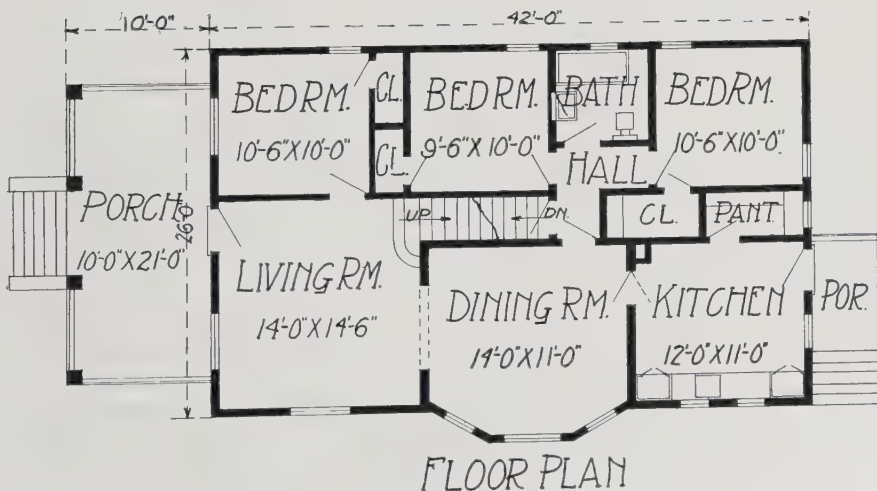 10'-0"
42'-0"
26'-0
BEDRM.
10'-6"X10'-0"
CL.
CL.
BEDRM.
9'-6"X10'-0"
BATH
BEDRM.
10'-6"X10'-0"
HALL
PORCH
10'-0"X21'-0"
UP
DN.
CL.
PANT.
LIVING RM.
14'-0"X14'-6"
DINING RM.
14'-0"X11'-0"
KITCHEN
12'-0"X11'-0"
POR.
FLOOR PLAN